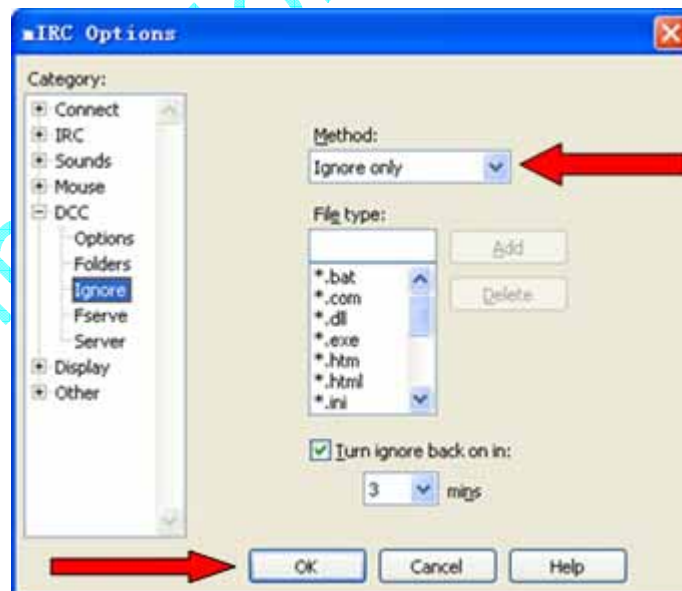 mIRC Options
Category:
Connect
IRC
Sounds
Mouse
DCC
Options
Folders
Ignore
Fserve
Server
Display
Other
Method:
Ignore only
File type:
Add
*.bat
*.com
Delete
*.dll
*.exe
*.htm
*.html
*.ini
Turn ignore back on in:
3 mins
OK Cancel Help